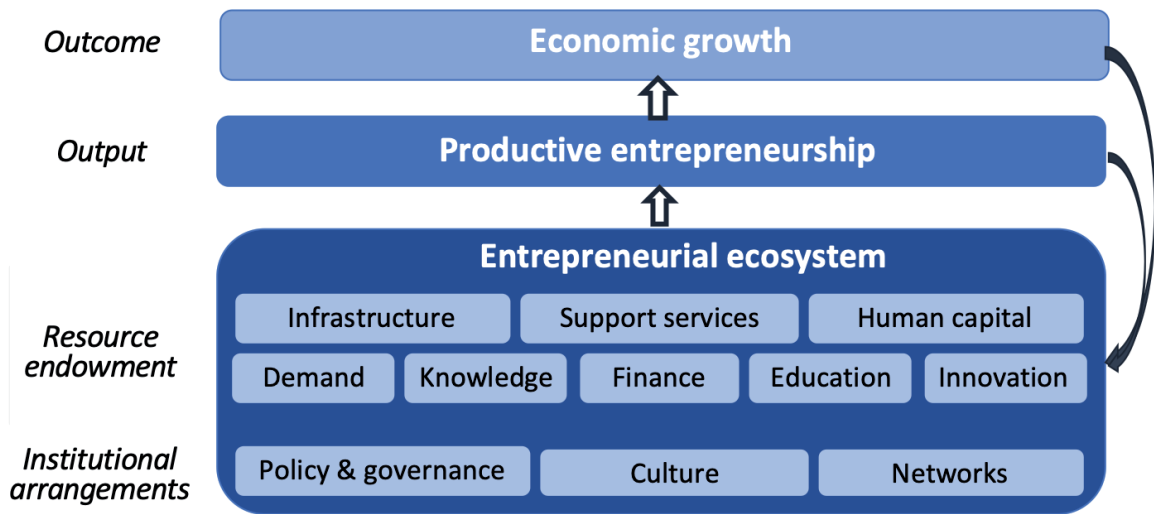 Outcome
Economic growth
Output
Productive entrepreneurship
Entrepreneurial ecosystem
Resource
endowment
Infrastructure
Support services
Human capital
Demand
Knowledge
Finance
Education
Innovation
Institutional
arrangements
Policy & governance
Culture
Networks